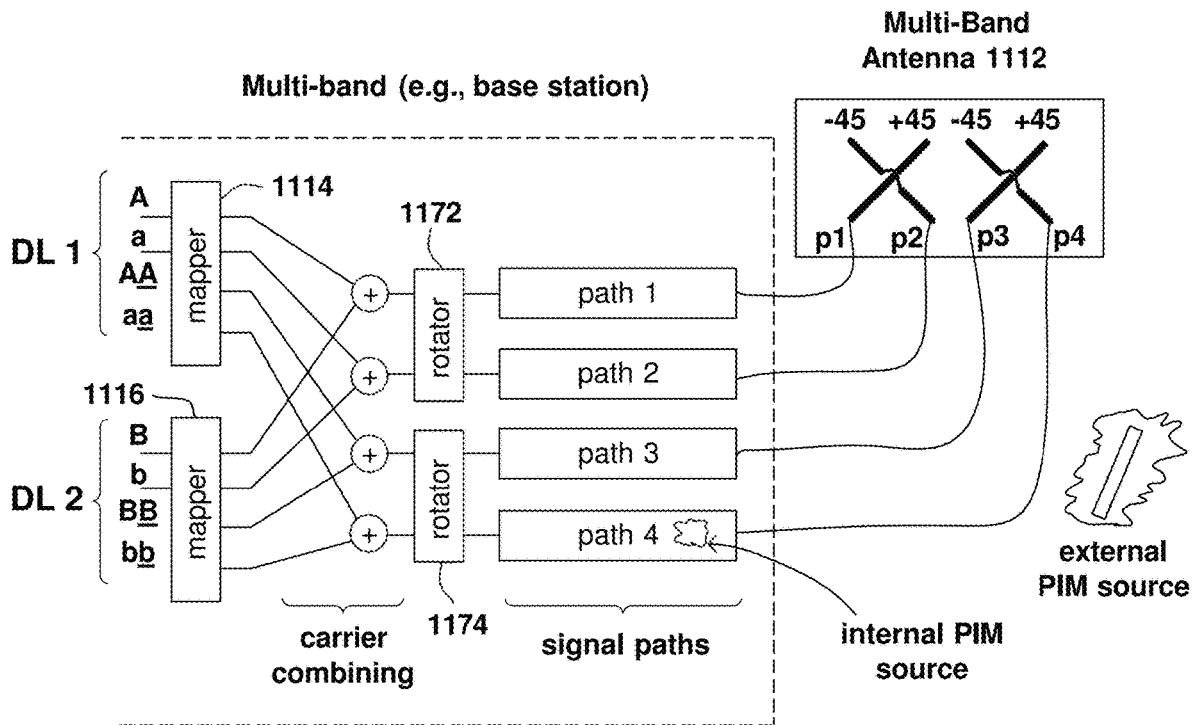 Multi-Band
Antenna 1112
Multi-band (e.g., base station)
-45 +45 -45 +45
p1 p2 p3 p4
DL 1
A
a
AA
aa
mapper
1114
1172
+
+
+
+
rotator
path 1
path 2
path 3
path 4
1116
DL 2
B
b
BB
bb
mapper
rotator
1174
carrier
combining
signal paths
internal PIM
source
external
PIM source